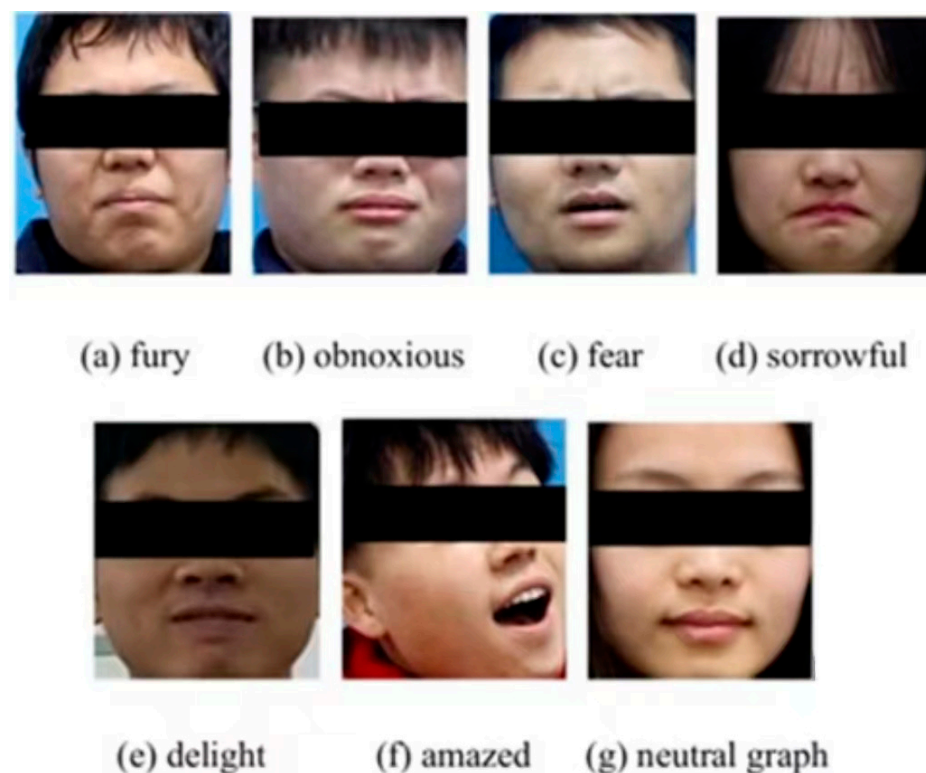 (a) fury (b) obnoxious (c) fear (d) sorrowful
(e) delight (f) amazed (g) neutral graph